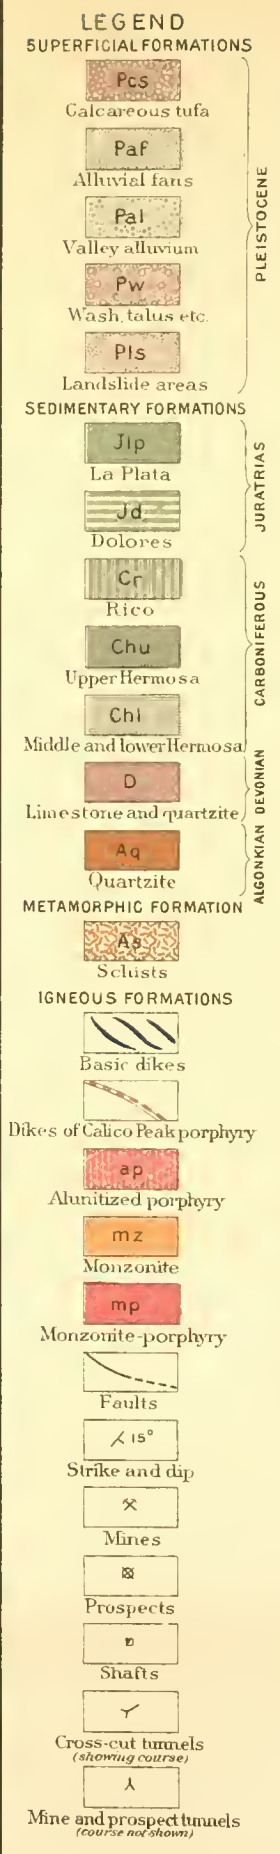 LEGEND
SUPERFICIAL FORMATIONS
Pcs
Calcareous tufa
Paf
Alluvial fans
Pal
Valley alluvium
Pw
Wash, talus etc.
Pls
Landslide areas
PLEISTOCENE
SEDIMENTARY FORMATIONS
Jlp
La Plata
Jd
Dolores
JURATRIAS
Cr
Rico
Chu
Upper Hermosa
Chl
Middle and lower Hermosa
CARBONIFEROUS
D
Limestone and quartzite
DEVONIAN
Aq
Quartzite
ALGONKIAN
METAMORPHIC FORMATION
As
Schists
IGNEOUS FORMATIONS
Basic dikes
Dikes of Calico Peak porphyry
ap
Alunitized porphyry
mz
Monzonite
mp
Monzonite-porphyry
Faults
15°
Strike and dip
Mines
Prospects
Shafts
Cross-cut tunnels
(showing course)
Mine and prospect tunnels
(course not shown)